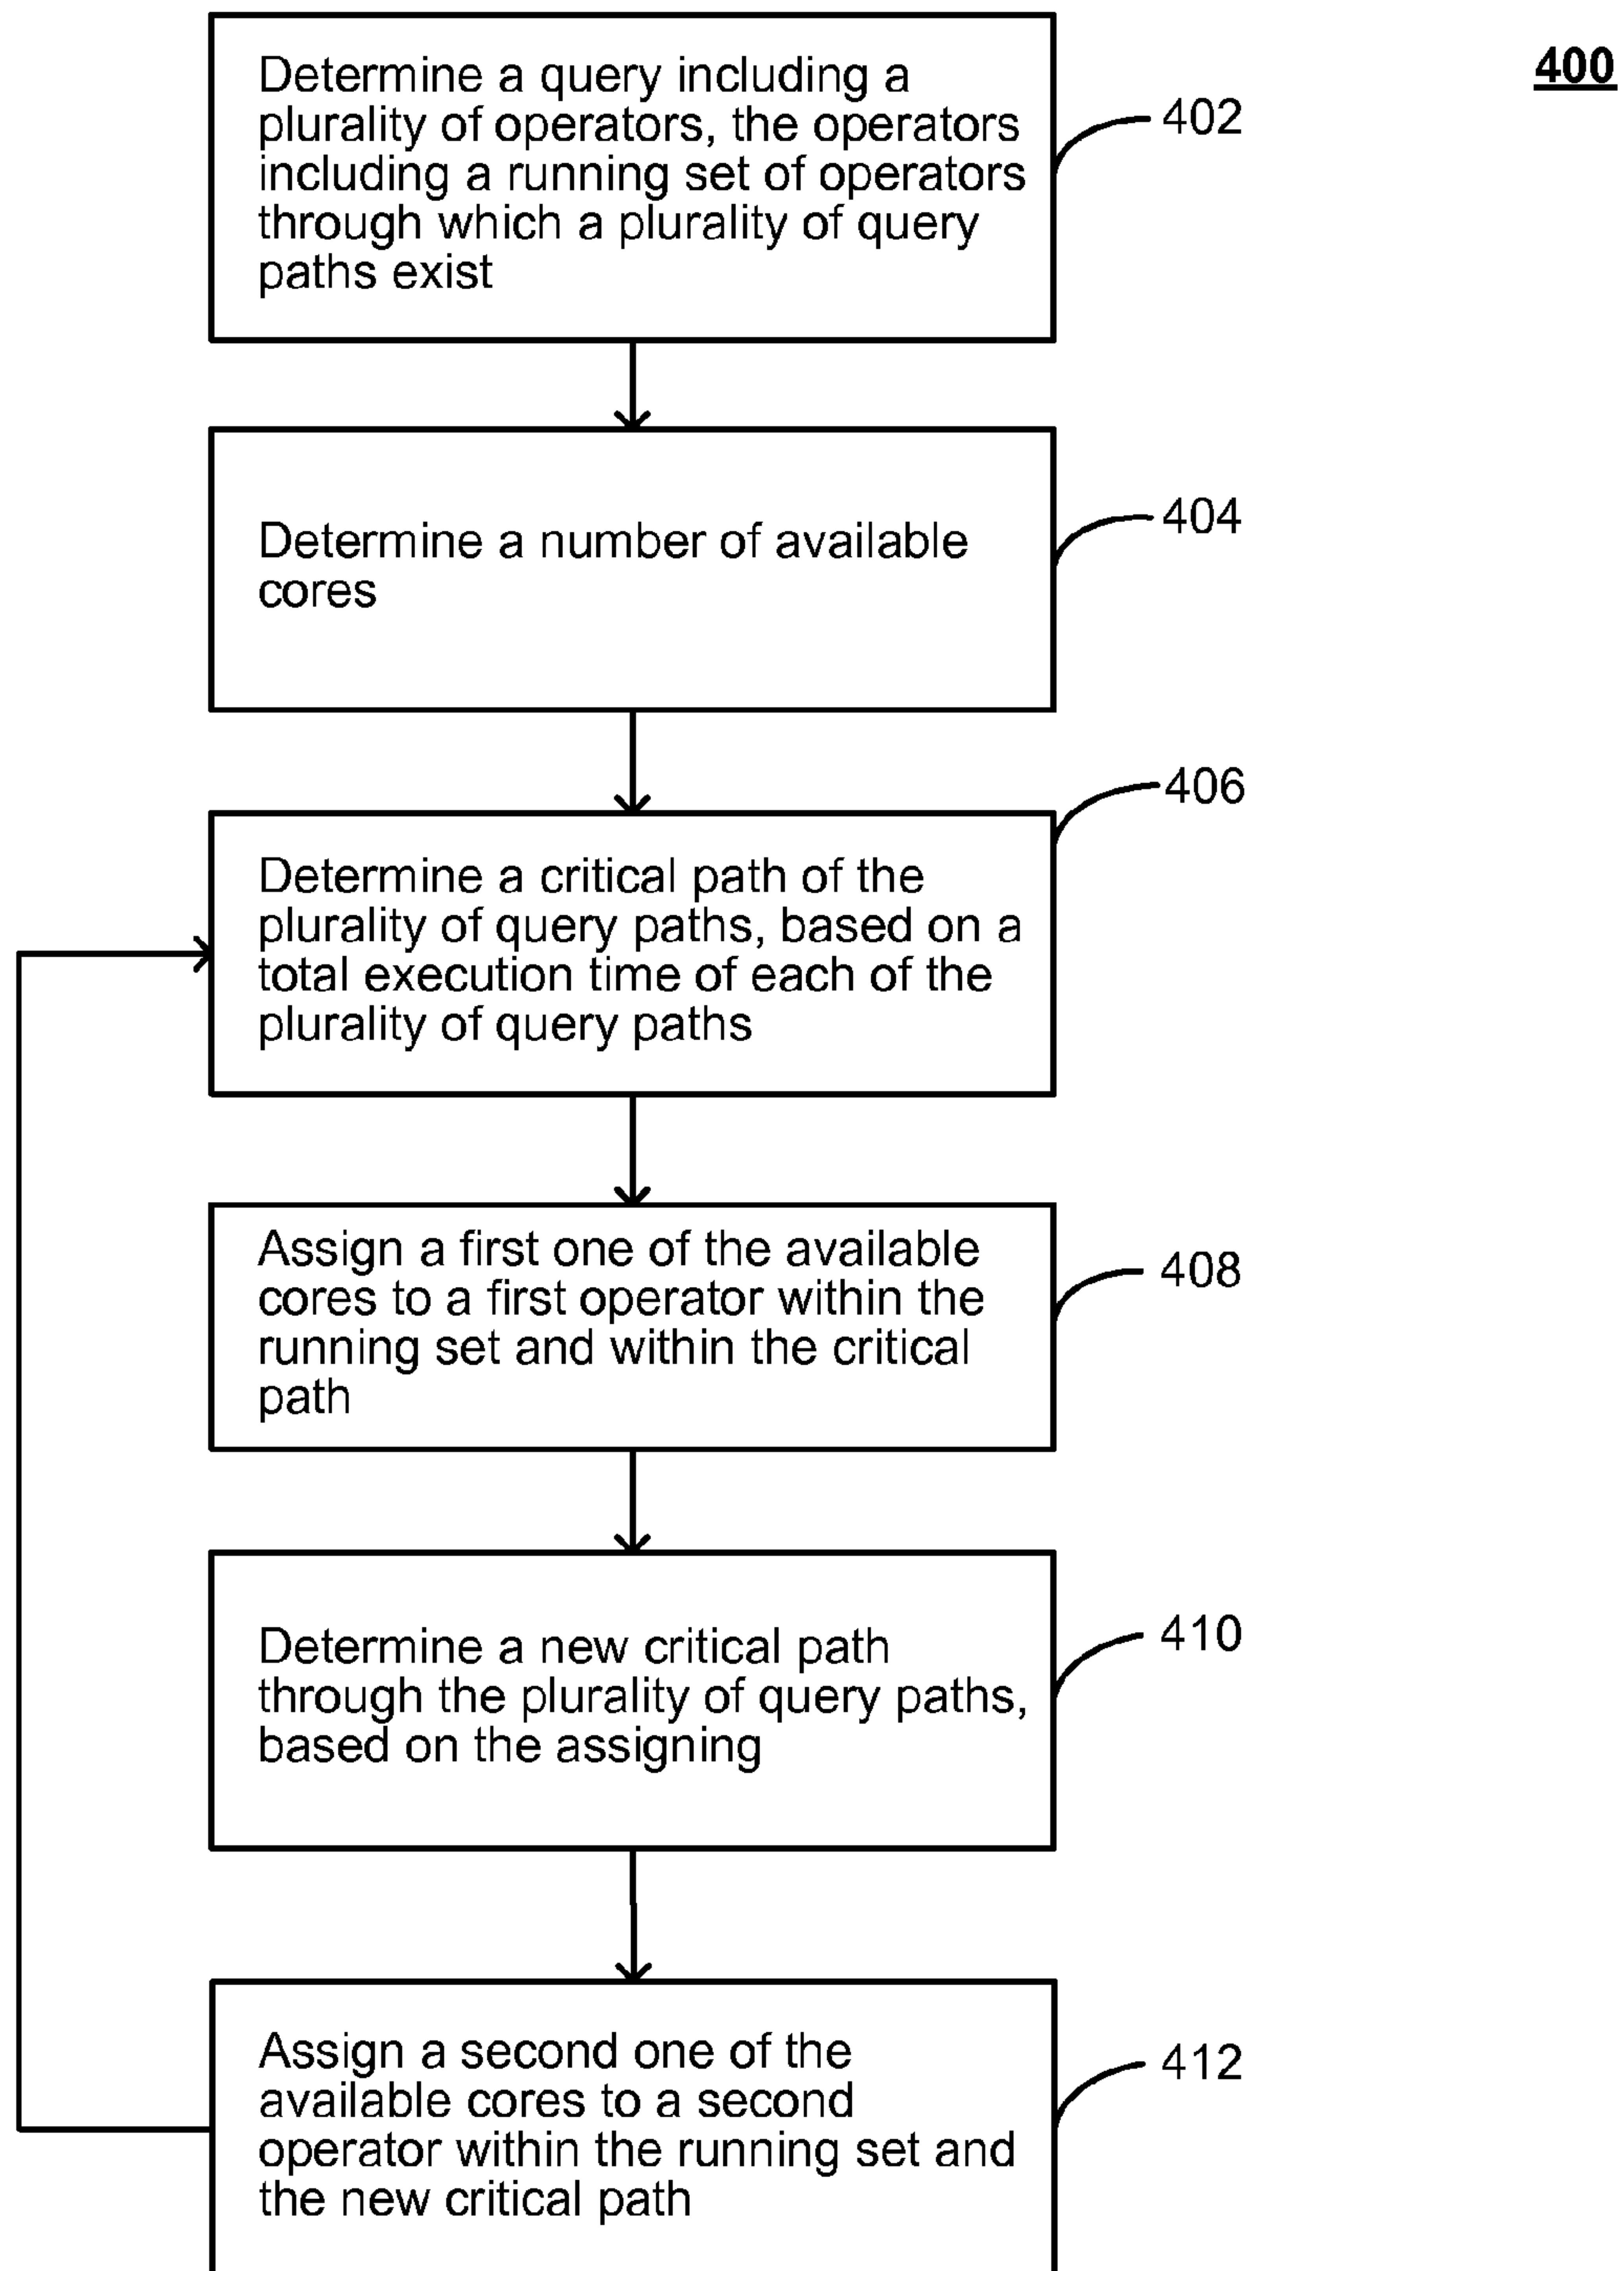 400
Determine a query including a
plurality of operators, the operators
including a running set of operators
through which a plurality of query
paths exist
402
Determine a number of available
cores
404
406
Determine a critical path of the
plurality of query paths, based on a
total execution time of each of the
plurality of query paths
Assign a first one of the available
cores to a first operator within the
running set and within the critical
path
408
Determine a new critical path
through the plurality of query paths,
based on the assigning
410
Assign a second one of the
available cores to a second
operator within the running set and
the new critical path
412